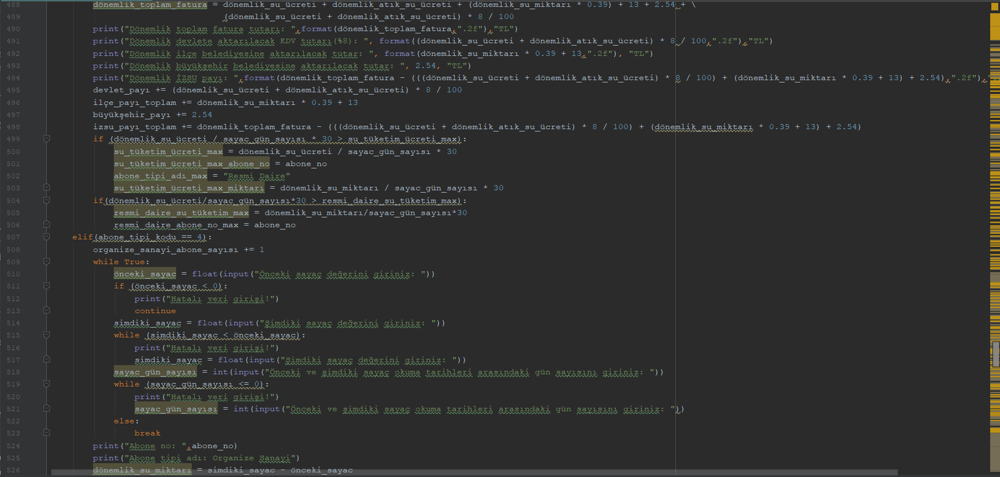 488 dönemlik_toplam_fatura = dönemlik_su_ücreti + dönemlik_atık_su_ücreti + (dönemlik_su_miktarı * 0.39) + 13 + 2.54 + \
489 (dönemlik_su_ücreti + dönemlik_atık_su_ücreti) * 8 / 100
490 print("Dönemlik toplam fatura tutarı: ",format(dönemlik_toplam_fatura,".2f"),"TL")
491 print("Dönemlik devlete aktarılacak KDV tutarı(%8): ", format((dönemlik_su_ücreti + dönemlik_atık_su_ücreti) * 8 / 100,".2f"),"TL")
492 print("Dönemlik ilçe belediyesine aktarılacak tutar: ", format(dönemlik_su_miktarı * 0.39 + 13,".2f"), "TL")
493 print("Dönemlik büyükşehir belediyesine aktarılacak tutar: ", 2.54, "TL")
494 print("Dönemlik İZSU payı: ",format(dönemlik_toplam_fatura - (((dönemlik_su_ücreti + dönemlik_atık_su_ücreti) * 8 / 100) + (dönemlik_su_miktarı * 0.39 + 13) + 2.54),".2f"),"
495 devlet_payı += (dönemlik_su_ücreti + dönemlik_atık_su_ücreti) * 8 / 100
496 ilçe_payı_toplam += dönemlik_su_miktarı * 0.39 + 13
497 büyükşehir_payı += 2.54
498 izsu_payı_toplam += dönemlik_toplam_fatura - (((dönemlik_su_ücreti + dönemlik_atık_su_ücreti) * 8 / 100) + (dönemlik_su_miktarı * 0.39 + 13) + 2.54)
499 if (dönemlik_su_ücreti / sayac_gün_sayısı * 30 > su_tüketim_ücreti_max):
500 su_tüketim_ücreti_max = dönemlik_su_ücreti / sayac_gün_sayısı * 30
501 su_tüketim_ücreti_max_abone_no = abone_no
502 abone_tipi_adı_max = "Resmi Daire"
503 su_tüketim_ücreti_max_miktarı = dönemlik_su_miktarı / sayac_gün_sayısı * 30
504 if(dönemlik_su_ücreti/sayac_gün_sayısı*30 > resmi_daire_su_tüketim_max):
505 resmi_daire_su_tüketim_max = dönemlik_su_miktarı/sayac_gün_sayısı*30
506 resmi_daire_abone_no_max = abone_no
507 elif(abone_tipi_kodu == 4):
508 organize_sanayi_abone_sayısı += 1
509 while True:
510 önceki_sayac = float(input("Önceki sayaç değerini giriniz: "))
511 if (önceki_sayac < 0):
512 print("Hatalı veri girişi!")
513 continue
514 simdiki_sayac = float(input("Şimdiki sayaç değerini giriniz: "))
515 while (simdiki_sayac < önceki_sayac):
516 print("Hatalı veri girişi!")
517 simdiki_sayac = float(input("Şimdiki sayaç değerini giriniz: "))
518 sayac_gün_sayısı = int(input("Önceki ve şimdiki sayaç okuma tarihleri arasındaki gün sayısını giriniz: "))
519 while (sayac_gün_sayısı <= 0):
520 print("Hatalı veri girişi!")
521 sayac_gün_sayısı = int(input("Önceki ve şimdiki sayaç okuma tarihleri arasındaki gün sayısını giriniz: "))
522 else:
523 break
524 print("Abone no: ",abone_no)
525 print("Abone tipi adı: Organize Sanayi")
526 dönemlik_su_miktarı = simdiki_sayac - önceki_sayac